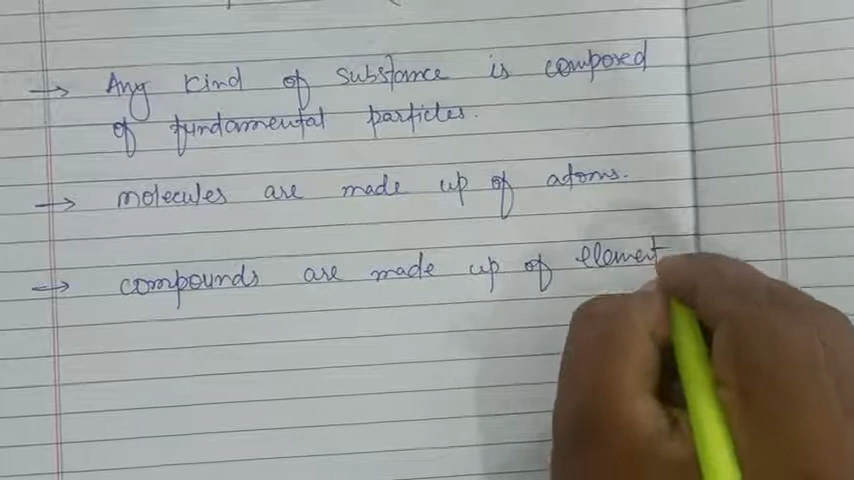 → Any kind of substance is composed
of fundamental particles.
→ molecules are made up of atoms.
→ compounds are made up of element